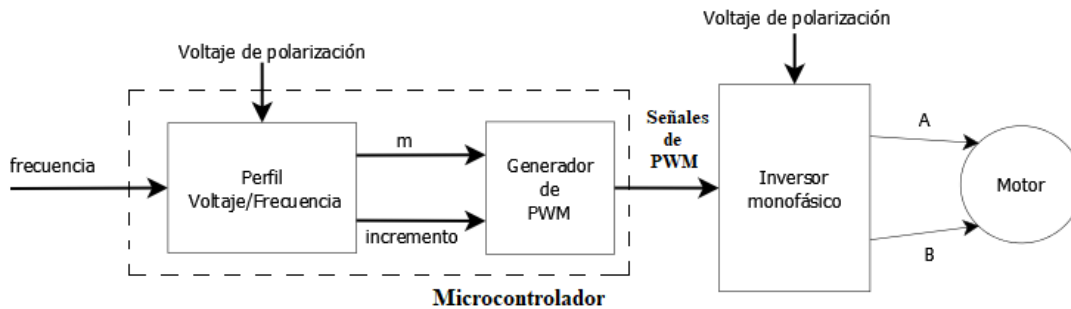 Voltaje de polarización
Voltaje de polarización
frecuencia
Perfil
Voltaje/Frecuencia
m
incremento
Generador
de
PWM
Señales
de
PWM
Inversor
monofásico
A
B
Motor
Microcontrolador